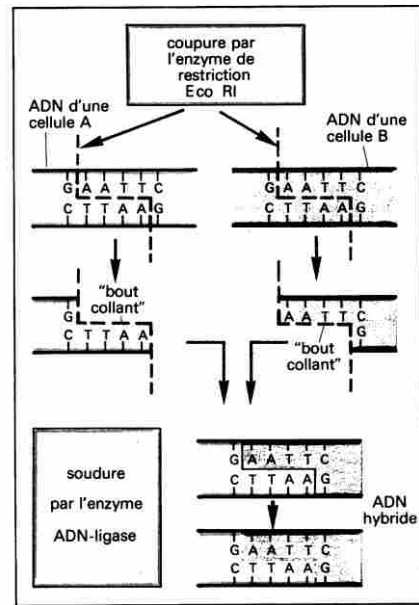 coupure par
l'enzyme de
restriction
Eco RI
ADN d'une
cellule A
ADN d'une
cellule B
G A A T T C
C T T A A G
G A A T T C
C T T A A G
"bout
collant"
G
C T T A A
A A T T C
G
"bout
collant"
soudure
par l'enzyme
ADN-ligase
G A A T T C
C T T A A G
ADN
hybride
G A A T T C
C T T A A G